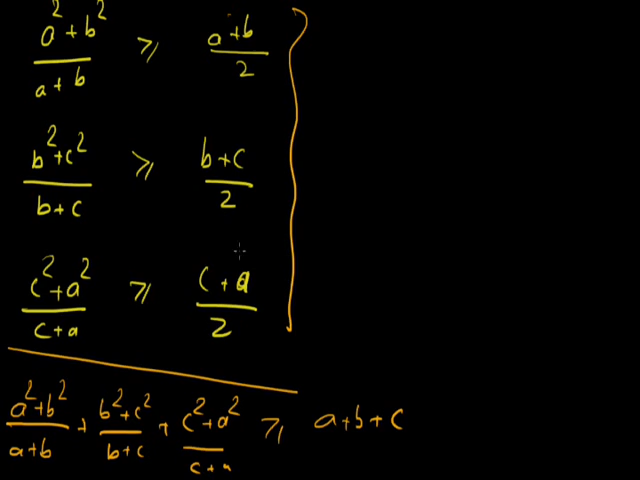 (a^2+b^2)/(a+b) ⩾ (a+b)/2
(b^2+c^2)/(b+c) ⩾ (b+c)/2
(c^2+a^2)/(c+a) ⩾ (c+a)/2
(a^2+b^2)/(a+b) + (b^2+c^2)/(b+c) + (c^2+a^2)/(c+a) ⩾ a+b+c